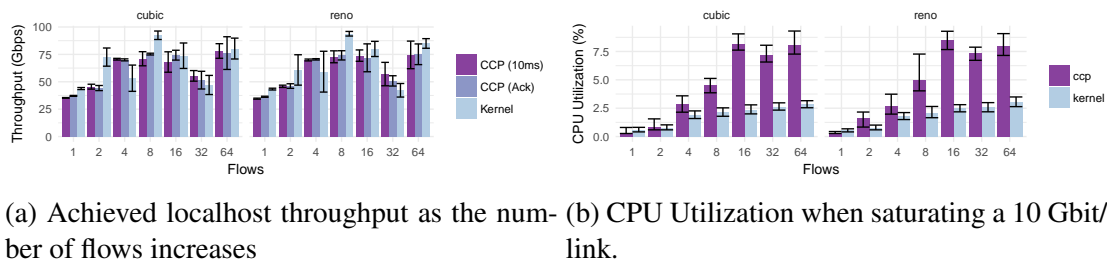 cubic
reno
Throughput (Gbps)
100
75
50
25
0
1 2 4 8 16 32 64
1 2 4 8 16 32 64
Flows
CCP (10ms)
CCP (Ack)
Kernel
cubic
reno
CPU Utilization (%)
7.5
5.0
2.5
0.0
1 2 4 8 16 32 64
1 2 4 8 16 32 64
Flows
ccp
kernel
(a) Achieved localhost throughput as the num-
ber of flows increases
(b) CPU Utilization when saturating a 10 Gbit/
link.